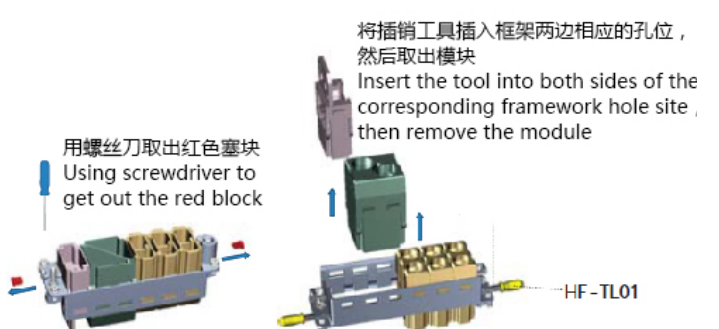 用螺丝刀取出红色塞块
Using screwdriver to
get out the red block
将插销工具插入框架两边相应的孔位，
然后取出模块
Insert the tool into both sides of the
corresponding framework hole site ,
then remove the module
HF-TL01